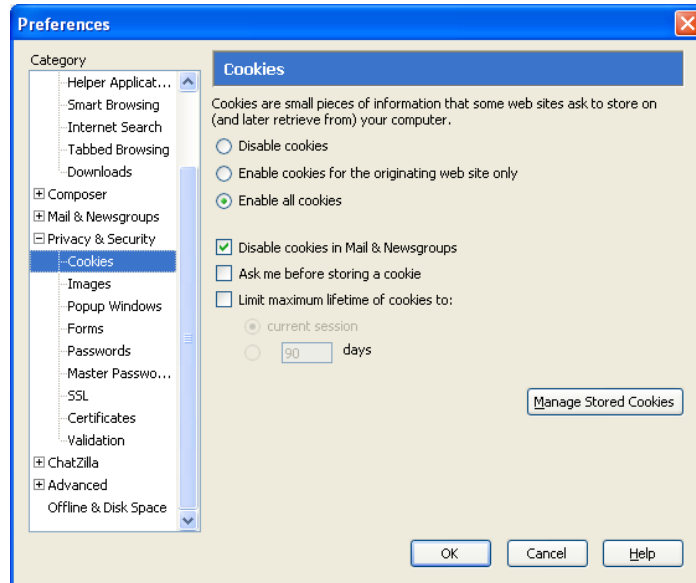 Preferences
Category
Helper Applicat...
Smart Browsing
Internet Search
Tabbed Browsing
Downloads
Composer
Mail & Newsgroups
Privacy & Security
Cookies
Images
Popup Windows
Forms
Passwords
Master Passwo...
SSL
Certificates
Validation
ChatZilla
Advanced
Offline & Disk Space
Cookies
Cookies are small pieces of information that some web sites ask to store on
(and later retrieve from) your computer.
Disable cookies
Enable cookies for the originating web site only
Enable all cookies
Disable cookies in Mail & Newsgroups
Ask me before storing a cookie
Limit maximum lifetime of cookies to:
current session
90 days
Manage Stored Cookies
OK Cancel Help